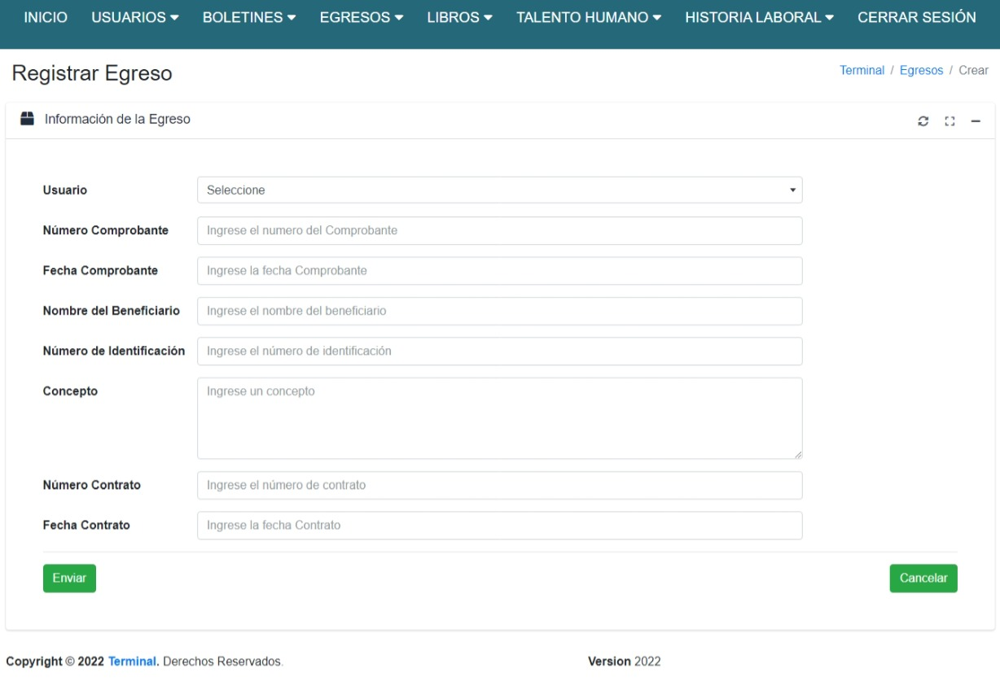 INICIO USUARIOS BOLETINES EGRESOS LIBROS TALENTO HUMANO HISTORIA LABORAL CERRAR SESIÓN
Registrar Egreso
Terminal / Egresos / Crear
Información de la Egreso
Usuario Seleccione
Número Comprobante Ingrese el numero del Comprobante
Fecha Comprobante Ingrese la fecha Comprobante
Nombre del Beneficiario Ingrese el nombre del beneficiario
Número de Identificación Ingrese el número de identificación
Concepto Ingrese un concepto
Número Contrato Ingrese el número de contrato
Fecha Contrato Ingrese la fecha Contrato
Enviar Cancelar
Copyright © 2022 Terminal. Derechos Reservados. Version 2022